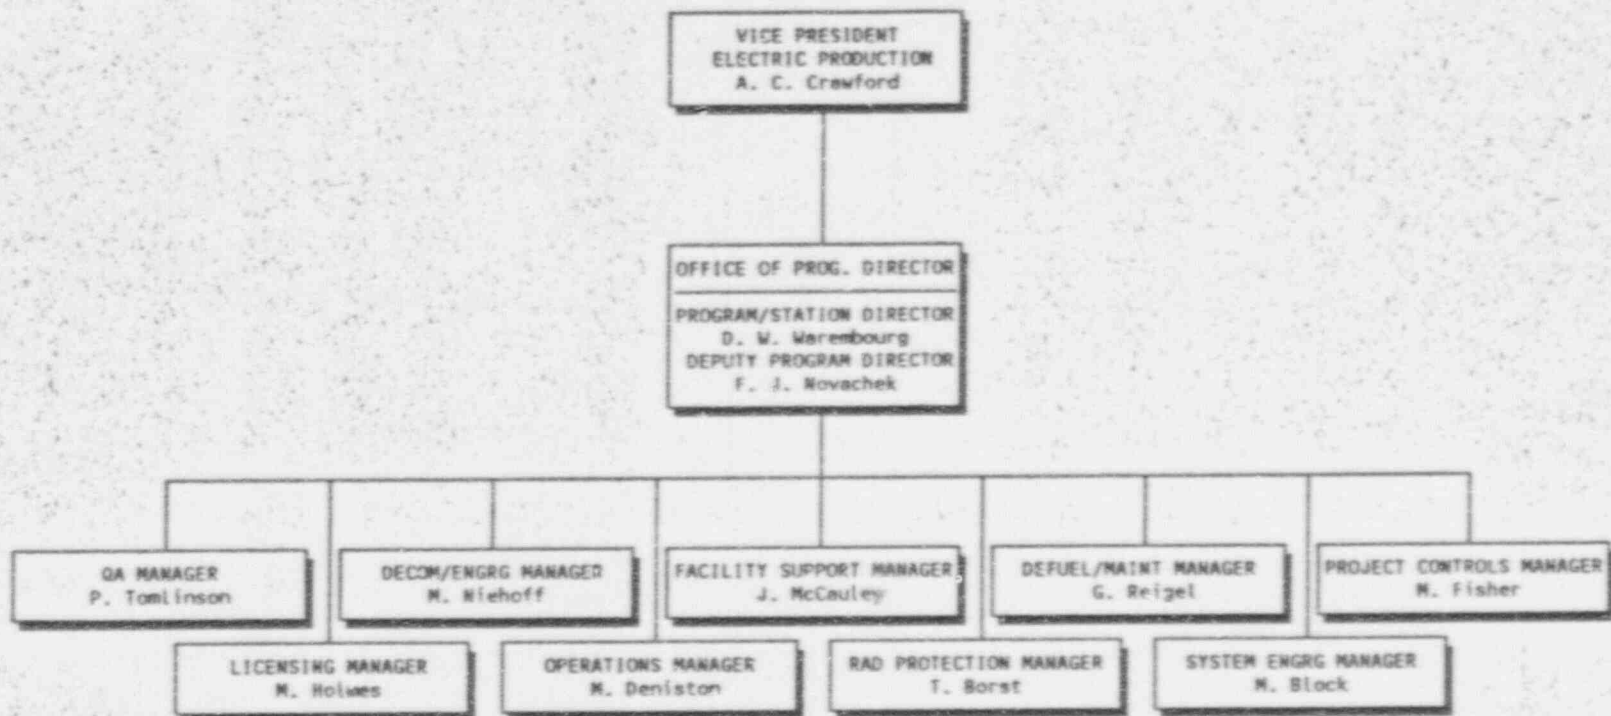 VICE PRESIDENT
ELECTRIC PRODUCTION
A. C. Crawford
OFFICE OF PROG. DIRECTOR
PROGRAM/STATION DIRECTOR
D. W. Warembourg
DEPUTY PROGRAM DIRECTOR
F. J. Novachek
QA MANAGER
P. Tomlinson
DECOM/ENGRG MANAGER
M. Niehoff
FACILITY SUPPORT MANAGER
J. McCauley
DEFUEL/MAINT MANAGER
G. Reigel
PROJECT CONTROLS MANAGER
M. Fisher
LICENSING MANAGER
M. Holmes
OPERATIONS MANAGER
M. Deniston
RAD PROTECTION MANAGER
T. Borst
SYSTEM ENGRG MANAGER
M. Block